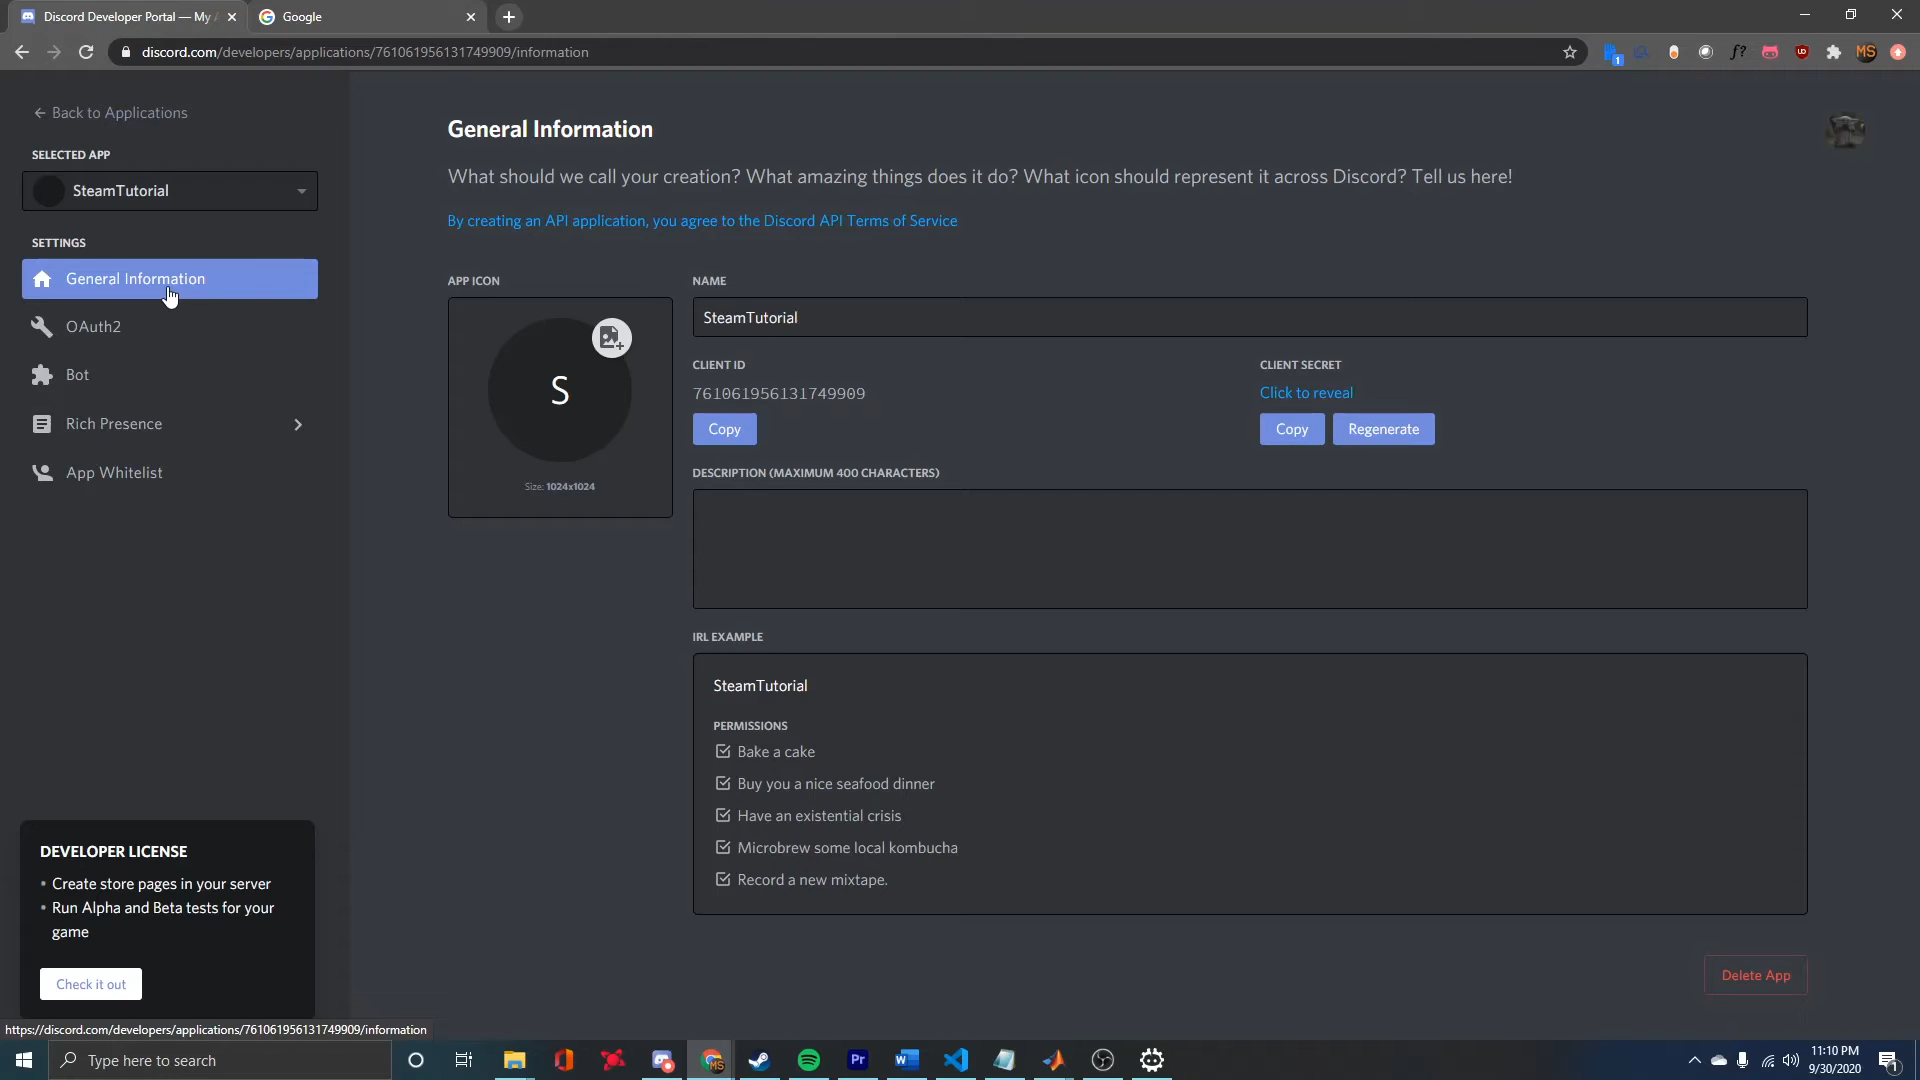 Discord Developer Portal — My A
Google
discord.com/developers/applications/761061956131749909/information
1
f?
MS
Back to Applications
SELECTED APP
SteamTutorial
SETTINGS
General Information
OAuth2
Bot
Rich Presence
App Whitelist
DEVELOPER LICENSE
• Create store pages in your server
• Run Alpha and Beta tests for your
game
Check it out
General Information
What should we call your creation? What amazing things does it do? What icon should represent it across Discord? Tell us here!
By creating an API application, you agree to the Discord API Terms of Service
APP ICON
S
Size: 1024x1024
NAME
SteamTutorial
CLIENT ID
761061956131749909
Copy
CLIENT SECRET
Click to reveal
Copy
Regenerate
DESCRIPTION (MAXIMUM 400 CHARACTERS)
IRL EXAMPLE
SteamTutorial
PERMISSIONS
Bake a cake
Buy you a nice seafood dinner
Have an existential crisis
Microbrew some local kombucha
Record a new mixtape.
Delete App
https://discord.com/developers/applications/761061956131749909/information
Type here to search
MS
Pr
W
11:10 PM
9/30/2020
1